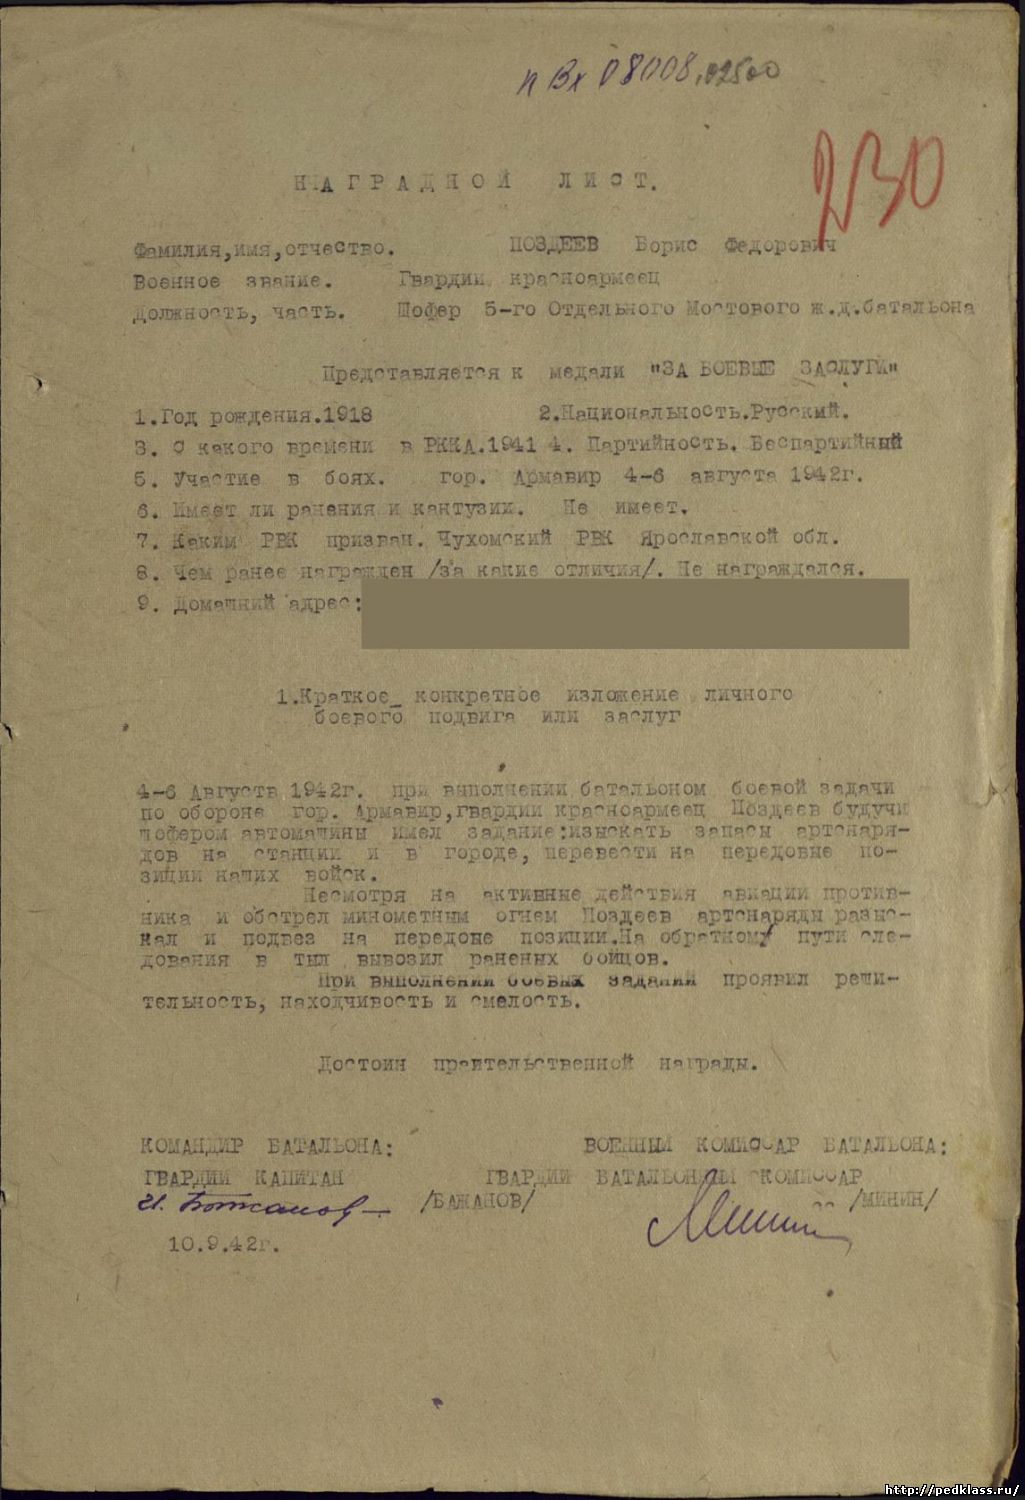 п Вх 08008, 02500
230
НАГРАДНОЙ ЛИСТ.
Фамилия,имя,отчество. ПОЗДЕЕВ Борис Федорович
Военное звание. Гвардии красноармеец
Должность, часть. Шофер 5-го Отдельного Мостового ж.д.батальона
Представляется к медали "ЗА БОЕВЫЕ ЗАСЛУГИ"
1.Год рождения.1918 2.Национальность.Русский.
3. С какого времени в РККА.1941 4. Партийность. Беспартийный
5. Участие в боях. гор. Армавир 4-6 августа 1942г.
6. Имеет ли ранения и кантузии. Не имеет.
7. Каким РВК призван. Чухомский РВК Ярославской обл.
8. Чем ранее награжден /за какие отличия/. Не награждался.
9. Домашний адрес:
1.Краткое_ конкретное изложение личного
боевого подвига или заслуг
4-6 Августв 1942г. при выполнении батальоном боевой задачи
по обороне гор. Армавир,гвардии красноармеец Поздеев будучи
шофером автомашины имел задание:изыскать запасы артснаря-
дов на станции и в городе, перевести на передовые по-
зиции наших войск.
Несмотря на активные действия авиации против-
ника и обстрел минометным огнем Поздеев артснаряды разыс-
кал и подвез на передоне позиции.На обратному пути сле-
дования в тыл вывозил раненых бойцов.
При выполнении боевых заданий проявил реши-
тельность, находчивость и смелость.
Достоин правительственной награды.
КОМАНДИР БАТАЛЬОНА: ВОЕННЫЙ КОМИССАР БАТАЛЬОНА:
ГВАРДИИ КАПИТАН ГВАРДИИ БАТАЛЬОННЫЙ КОМИССАР
/БАЖАНОВ/ /МИНИН/
10.9.42г.
http://pedklass.ru/